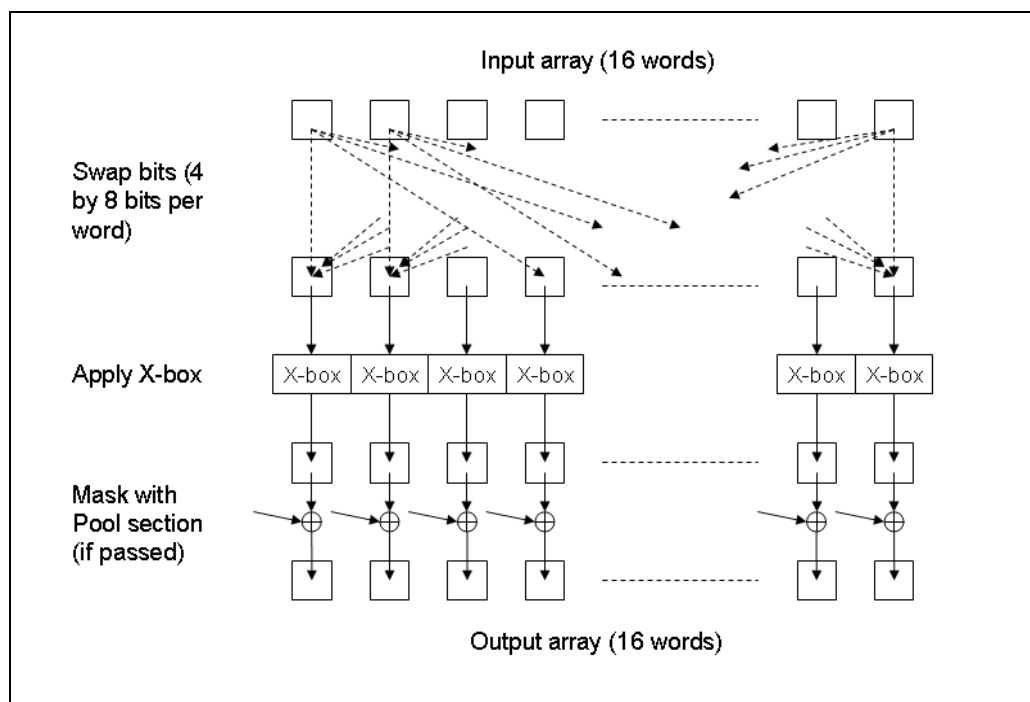 Input array (16 words)
Swap bits (4
by 8 bits per
word)
Apply X-box
X-box X-box X-box X-box X-box X-box
Mask with
Pool section
(if passed)
Output array (16 words)